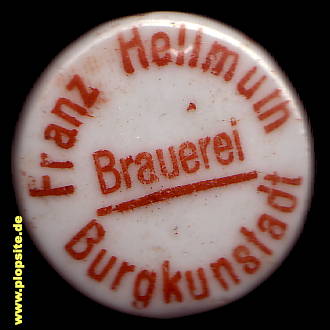 Franz Hellmuth
Brauerei
Burgkunstadt
www.plopsite.de